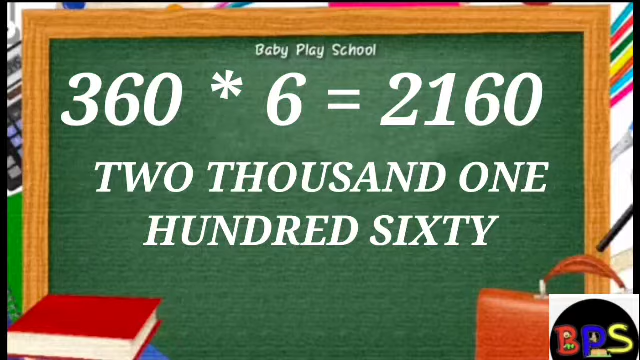 Baby Play School
360 * 6 = 2160
TWO THOUSAND ONE
HUNDRED SIXTY
BPS